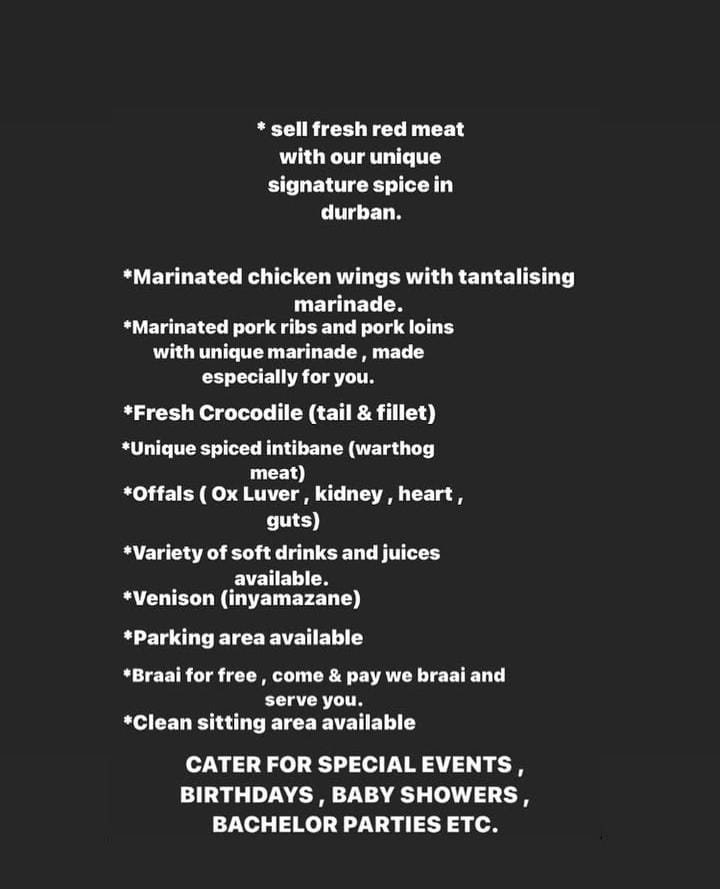 * sell fresh red meat
with our unique
signature spice in
durban.
*Marinated chicken wings with tantalising
marinade.
*Marinated pork ribs and pork loins
with unique marinade , made
especially for you.
*Fresh Crocodile (tail & fillet)
*Unique spiced intibane (warthog
meat)
*Offals ( Ox Luver , kidney , heart ,
guts)
*Variety of soft drinks and juices
available.
*Venison (inyamazane)
*Parking area available
*Braai for free , come & pay we braai and
serve you.
*Clean sitting area available
CATER FOR SPECIAL EVENTS ,
BIRTHDAYS , BABY SHOWERS ,
BACHELOR PARTIES ETC.